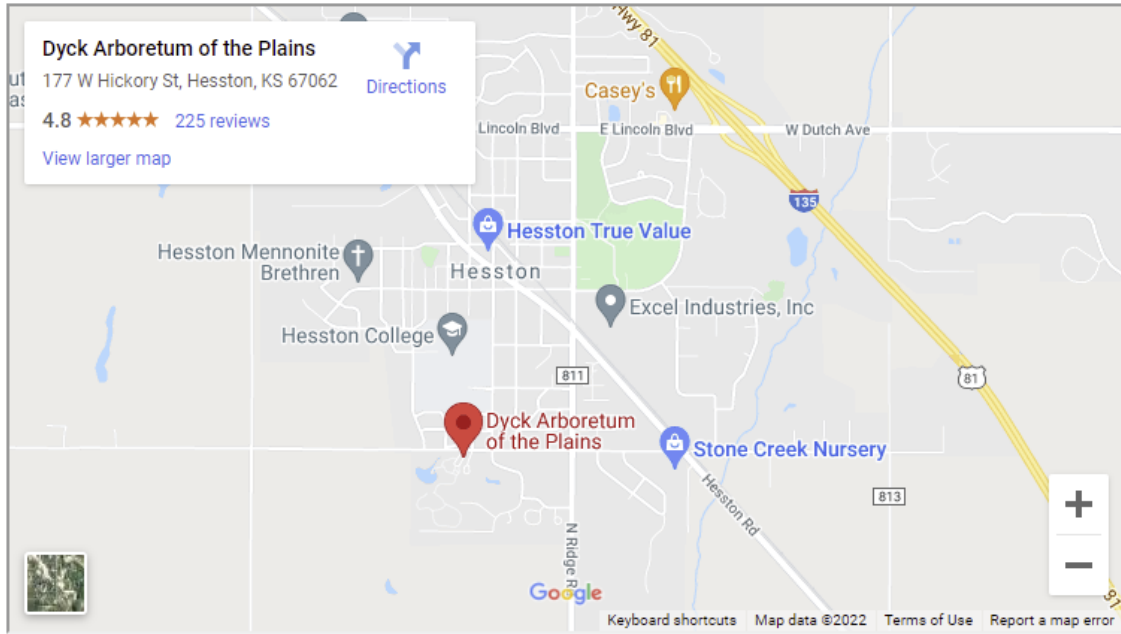 Dyck Arboretum of the Plains
177 W Hickory St, Hesston, KS 67062
4.8
225 reviews
View larger map
Directions
Hwy 81
Casey's
Lincoln Blvd
E Lincoln Blvd
W Dutch Ave
135
Hesston True Value
Hesston Mennonite
Brethren
Hesston
Excel Industries, Inc
Hesston College
811
81
Dyck Arboretum
of the Plains
Stone Creek Nursery
Hesston Rd
813
N Ridge R
81
Google
Keyboard shortcuts
Map data ©2022
Terms of Use
Report a map error